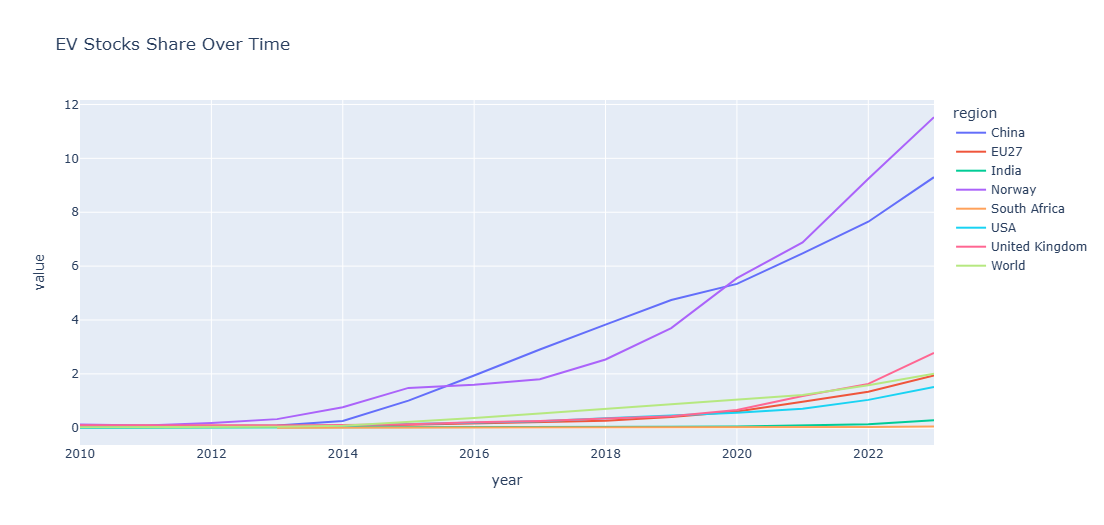 EV Stocks Share Over Time
value
12
10
8
6
4
2
0
2010 2012 2014 2016 2018 2020 2022
year
region
China
EU27
India
Norway
South Africa
USA
United Kingdom
World